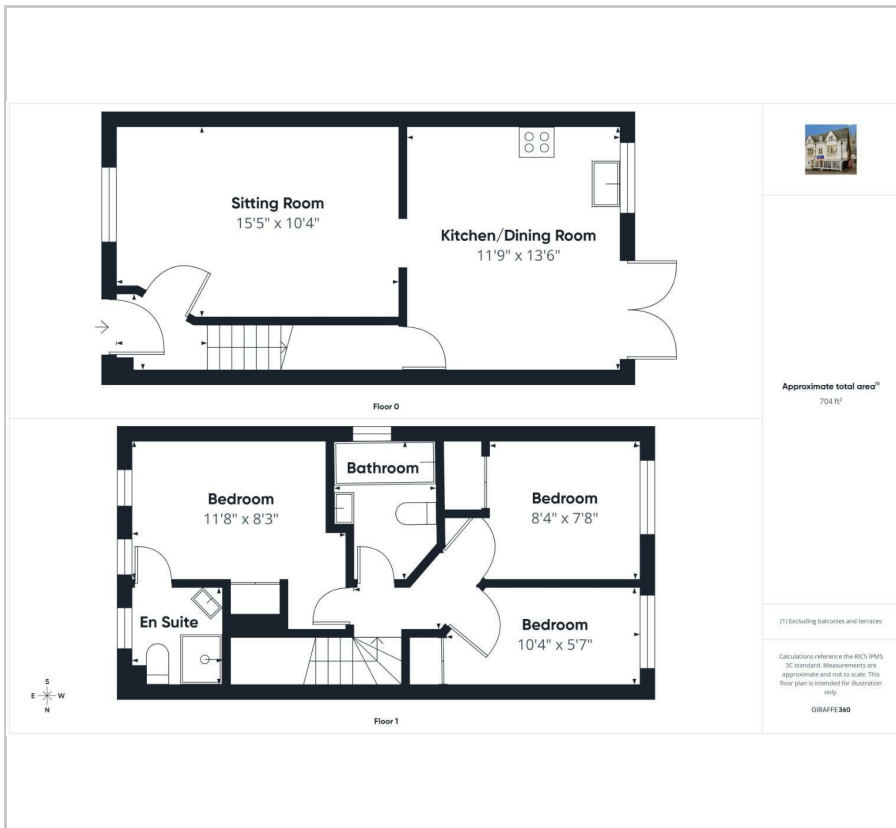 Sitting Room
15'5" x 10'4"
Kitchen/Dining Room
11'9" x 13'6"
Floor 0
Bathroom
Bedroom
11'8" x 8'3"
Bedroom
8'4" x 7'8"
En Suite
Bedroom
10'4" x 5'7"
S
E W
N
Floor 1
Approximate total area(1)
704 ft²
(1) Excluding balconies and terraces
Calculations reference the RICS IPMS
3C standard. Measurements are
approximate and not to scale. This
floor plan is intended for illustration
only.
GIRAFFE360